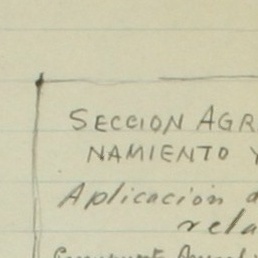 SECCION AGR
NAMIENTO Y
Aplicación d
rela